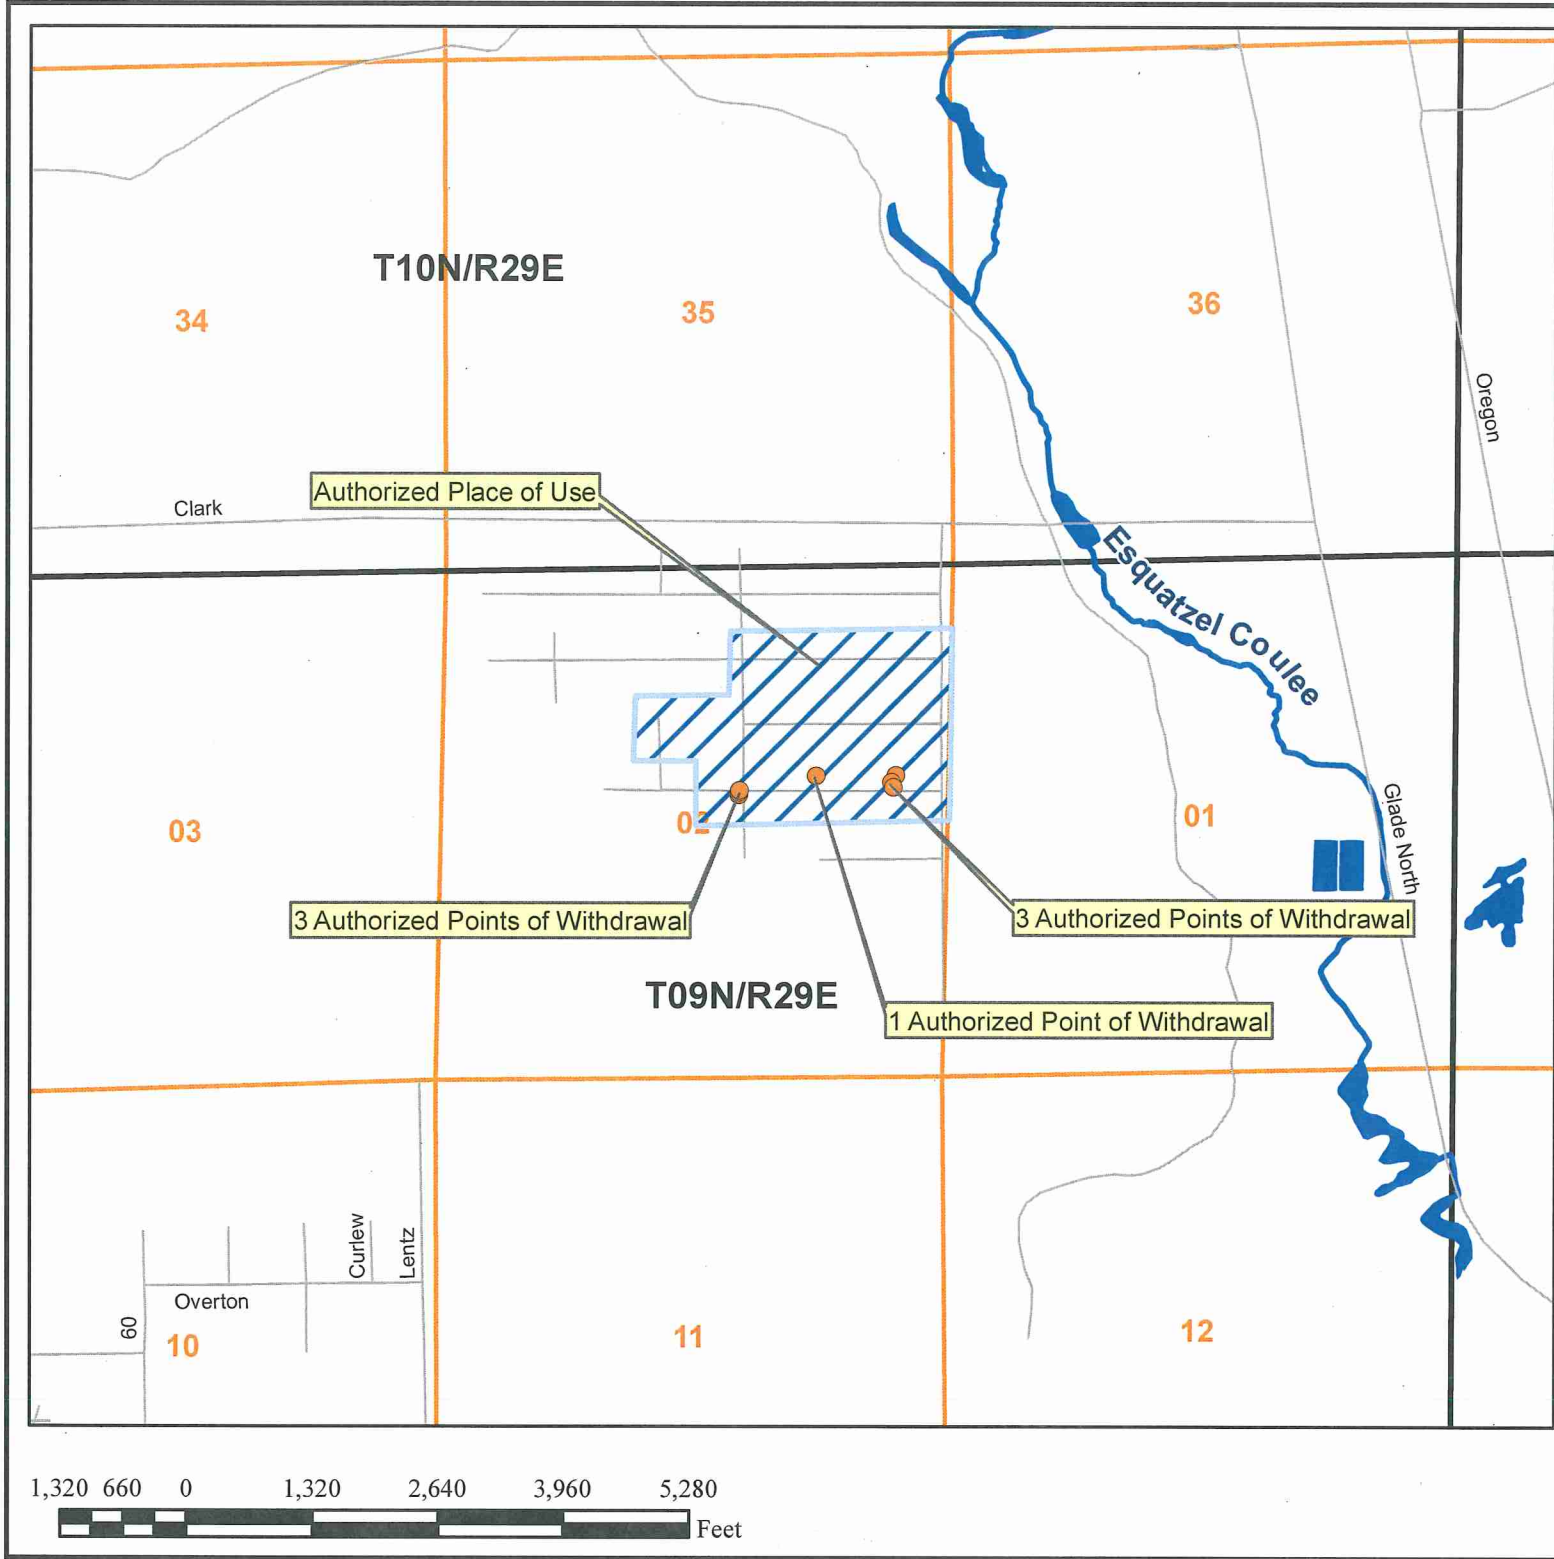 T10N/R29E
34
35
36
Oregon
Authorized Place of Use
Clark
Esquatzel Coulee
03
02
01
Glade North
3 Authorized Points of Withdrawal
3 Authorized Points of Withdrawal
T09N/R29E
1 Authorized Point of Withdrawal
Curlew
Lentz
Overton
60
10
11
12
1,320 660 0 1,320 2,640 3,960 5,280
Feet